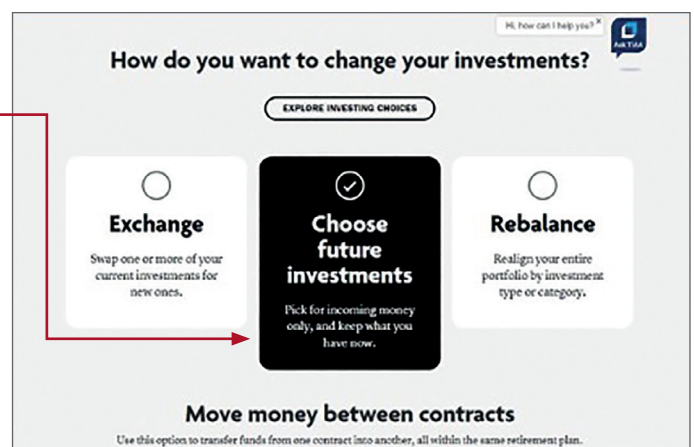 Hi, how can I help you? ×
Ask TIAA
How do you want to change your investments?
EXPLORE INVESTING CHOICES
Exchange
Swap one or more of your
current investments for
new ones.
Choose
future
investments
Pick for incoming money
only, and keep what you
have now.
Rebalance
Realign your entire
portfolio by investment
type or category.
Move money between contracts
Use this option to transfer funds from one contract into another, all within the same retirement plan.